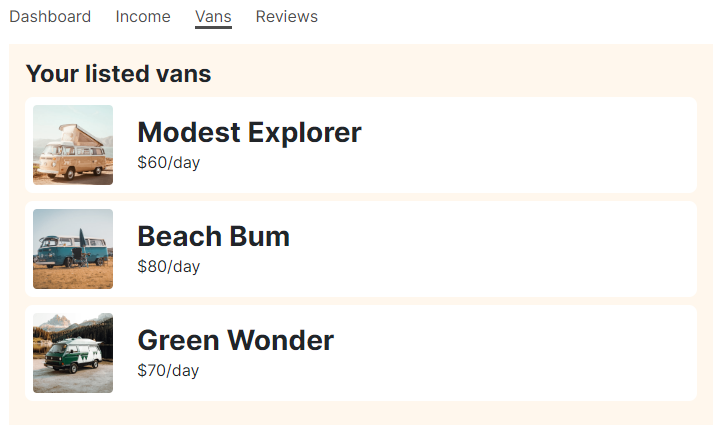 Dashboard Income Vans Reviews
Your listed vans
Modest Explorer
$60/day
Beach Bum
$80/day
Green Wonder
$70/day